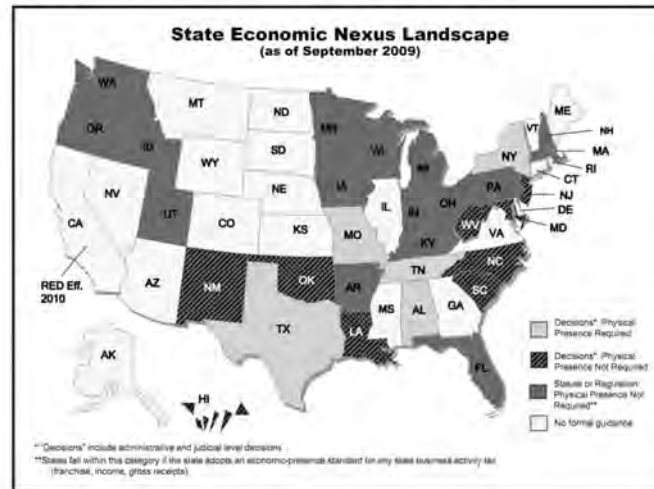 State Economic Nexus Landscape
(as of September 2009)
WA
MT
ND
MN
ME
OR
ID
SD
WI
MI
VT
NH
NY
MA
WY
IA
RI
CT
NV
NE
PA
NJ
UT
IL
IN
OH
DE
CA
CO
WV
VA
MD
KS
MO
KY
NC
RED Eff.
2010
AZ
NM
OK
AR
TN
SC
TX
MS
AL
GA
LA
AK
HI
FL
Decisions*: Physical
Presence Required
Decisions*: Physical
Presence Not Required
Statute or Regulation
Physical Presence Not
Required**
No formal guidance
*"Decisions" include administrative and judicial level decisions
**States fall within this category if the state adopts an economic-presence standard for any state business activity tax
(franchise, income, gross receipts)